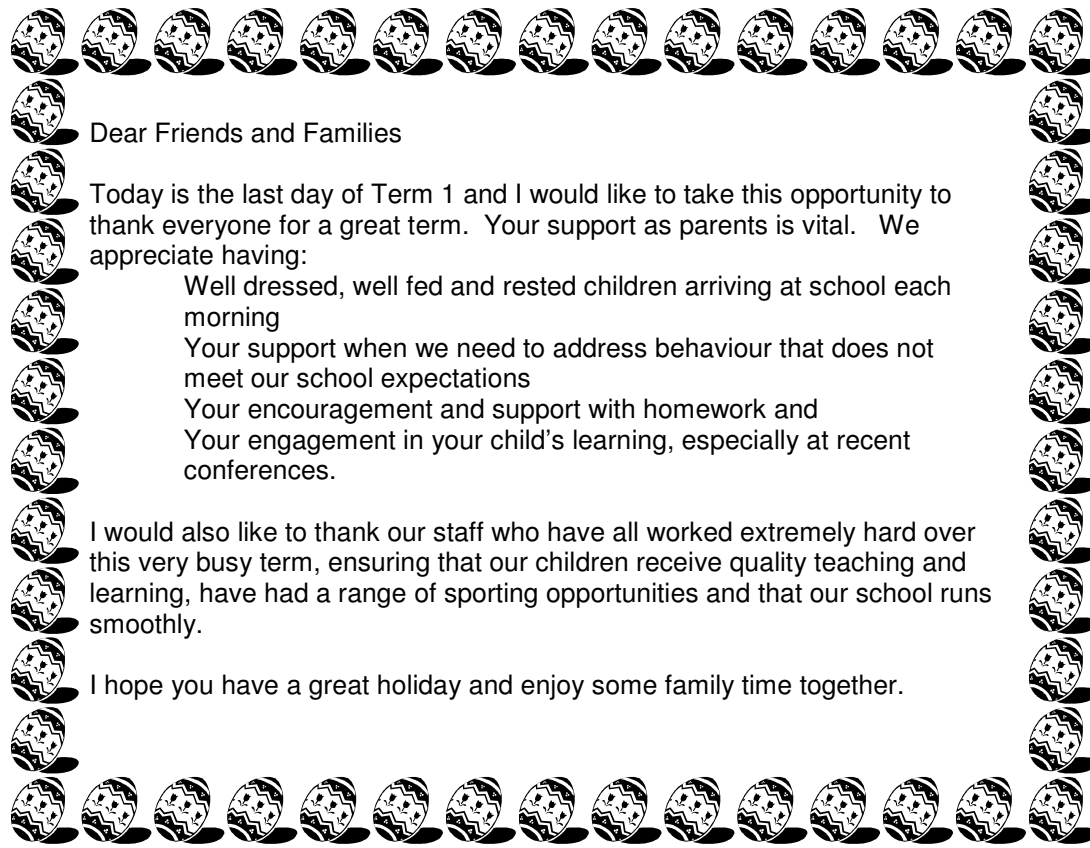 Dear Friends and Families
Today is the last day of Term 1 and I would like to take this opportunity to
thank everyone for a great term.  Your support as parents is vital.   We
appreciate having:
Well dressed, well fed and rested children arriving at school each
morning
Your support when we need to address behaviour that does not
meet our school expectations
Your encouragement and support with homework and
Your engagement in your child's learning, especially at recent
conferences.
I would also like to thank our staff who have all worked extremely hard over
this very busy term, ensuring that our children receive quality teaching and
learning, have had a range of sporting opportunities and that our school runs
smoothly.
I hope you have a great holiday and enjoy some family time together.